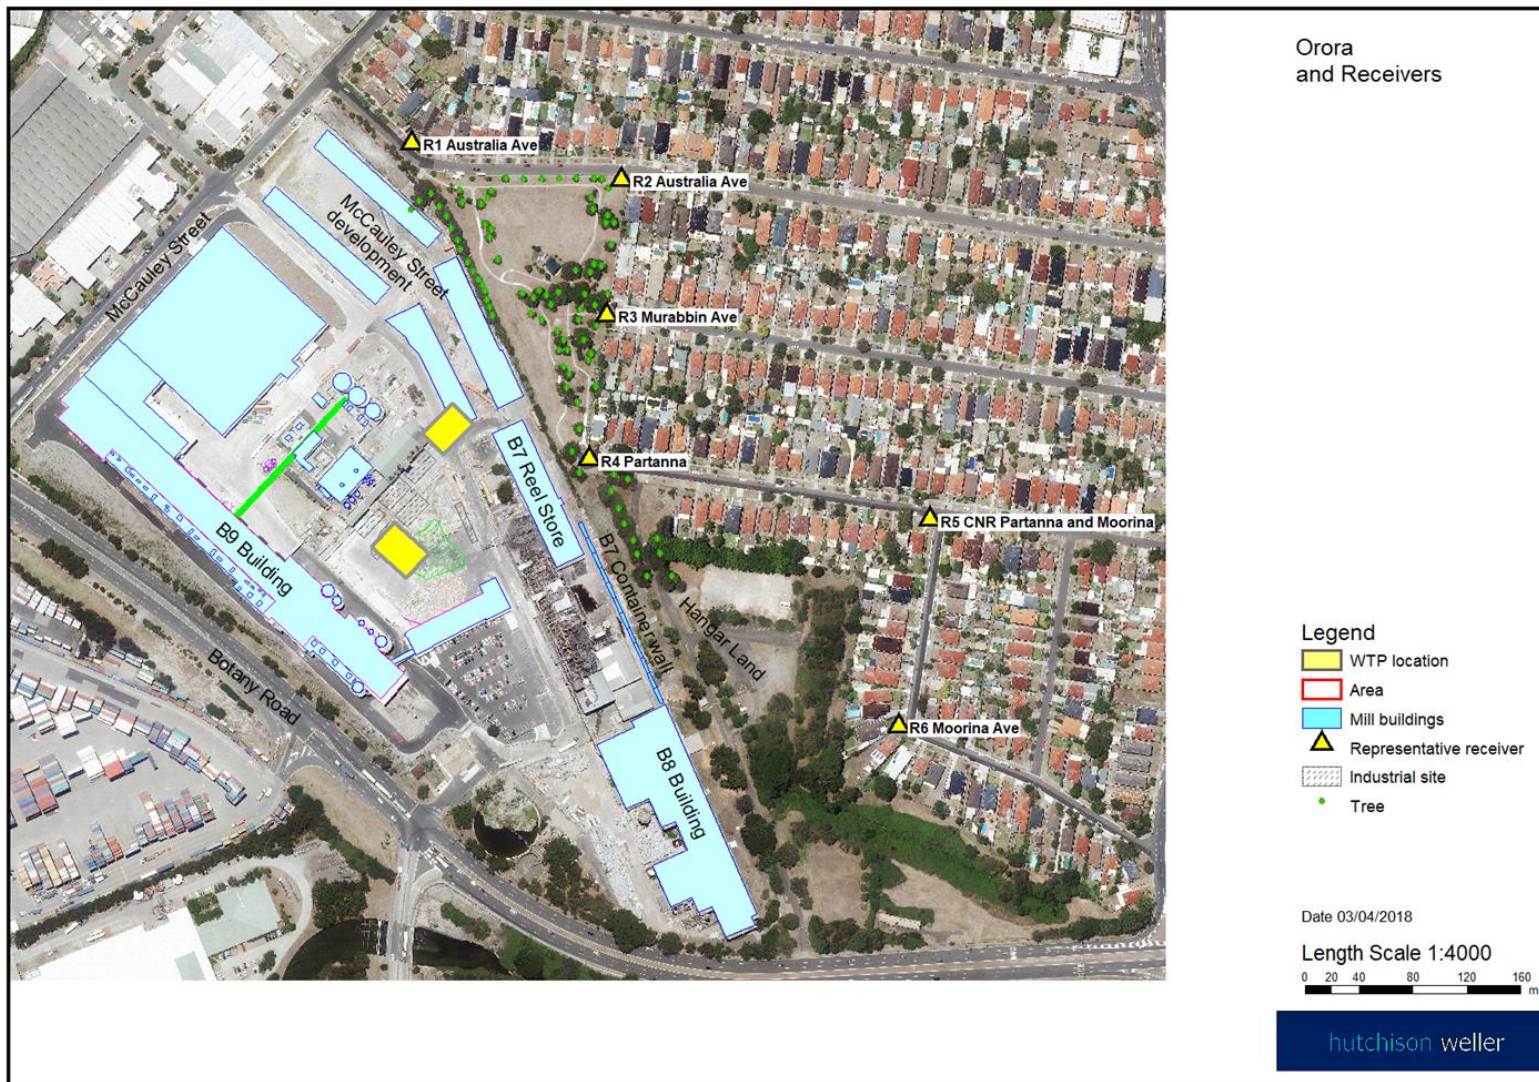 Orora
and Receivers
R1 Australia Ave
R2 Australia Ave
McCauley Street
McCauley Street
development
R3 Murabbin Ave
B7 Reel Store
R4 Partanna
R5 CNR Partanna and Moorina
B9 Building
B7 Container wall
Hangar Land
Botany Road
R6 Moorina Ave
B8 Building
Legend
WTP location
Area
Mill buildings
Representative receiver
Industrial site
Tree
Date 03/04/2018
Length Scale 1:4000
0 20 40 80 120 160
m
hutchison weller